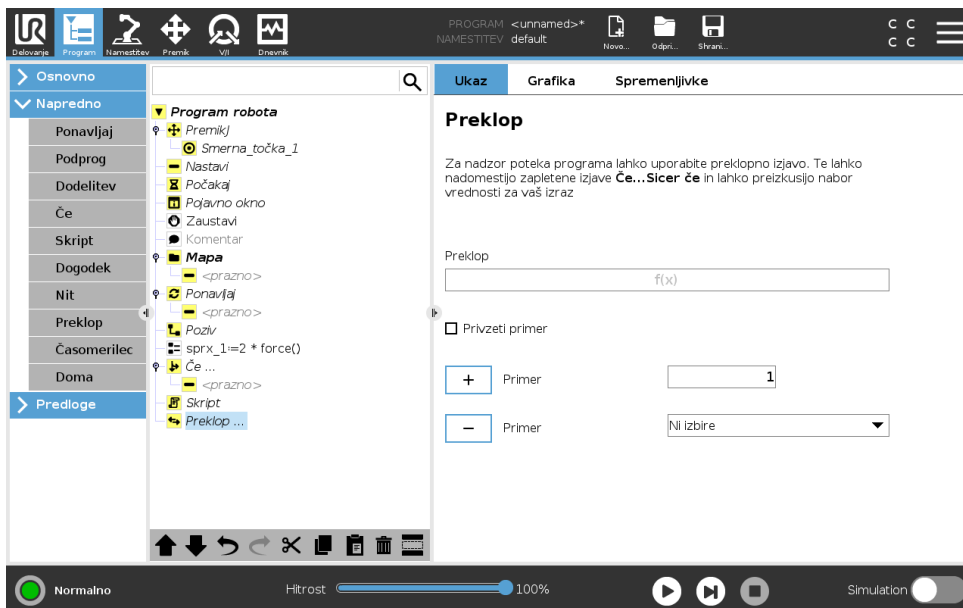 PROGRAM <unnamed>*
NAMESTITEV default
Delovanje
Program
Namestitev
Premik
V/I
Dnevnik
Novo...
Odpri...
Shrani...
C C
C C
Osnovno
Napredno
Ponavljaj
Podprog
Dodelitev
Če
Skript
Dogodek
Nit
Preklop
Časomerilec
Doma
Predloge
Program robota
PremikJ
Smerna_točka_1
Nastavi
Počakaj
Pojavno okno
Zaustavi
Komentar
Mapa
<prazno>
Ponavljaj
<prazno>
Poziv
sprx_1:=2 * force()
Če ...
<prazno>
Skript
Preklop ...
Ukaz
Grafika
Spremenljivke
Preklop
Za nadzor poteka programa lahko uporabite preklopno izjavo. Te lahko
nadomestijo zapletene izjave Če...Sicer če in lahko preizkusijo nabor
vrednosti za vaš izraz
Preklop
f(x)
Privzeti primer
+ Primer 1
− Primer Ni izbire
Normalno
Hitrost 100%
Simulation